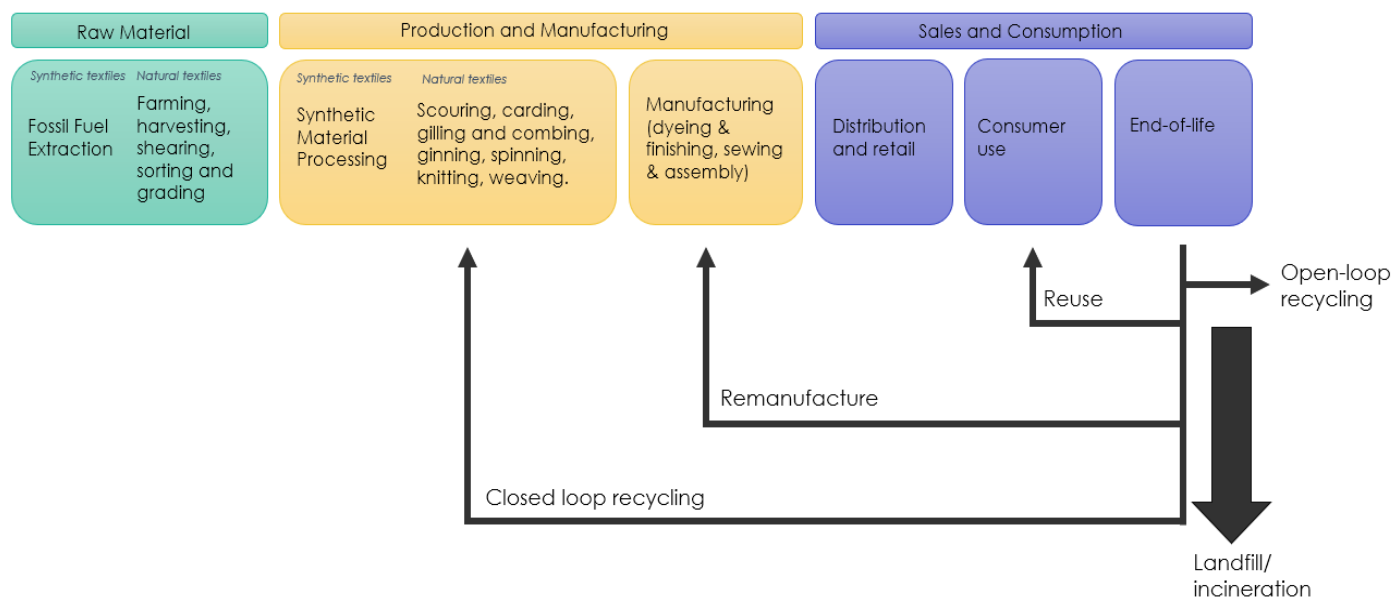 Raw Material
Production and Manufacturing
Sales and Consumption
Synthetic textiles
Natural textiles
Fossil Fuel
Extraction
Farming,
harvesting,
shearing,
sorting and
grading
Synthetic textiles
Natural textiles
Synthetic
Material
Processing
Scouring, carding,
gilling and combing,
ginning, spinning,
knitting, weaving.
Manufacturing
(dyeing &
finishing, sewing
& assembly)
Distribution
and retail
Consumer
use
End-of-life
Open-loop
recycling
Reuse
Remanufacture
Closed loop recycling
Landfill/
incineration